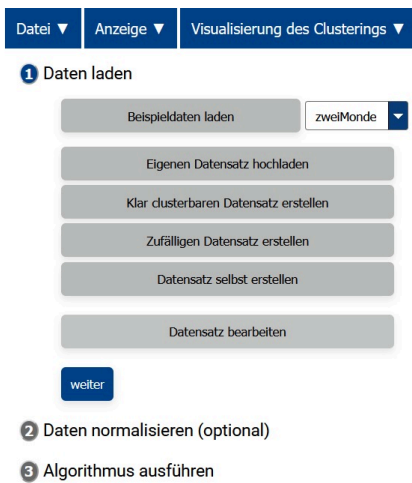 Datei ▼ Anzeige ▼ Visualisierung des Clusterings ▼
1 Daten laden
Beispieldaten laden zweiMonde
Eigenen Datensatz hochladen
Klar clusterbaren Datensatz erstellen
Zufälligen Datensatz erstellen
Datensatz selbst erstellen
Datensatz bearbeiten
weiter
2 Daten normalisieren (optional)
3 Algorithmus ausführen